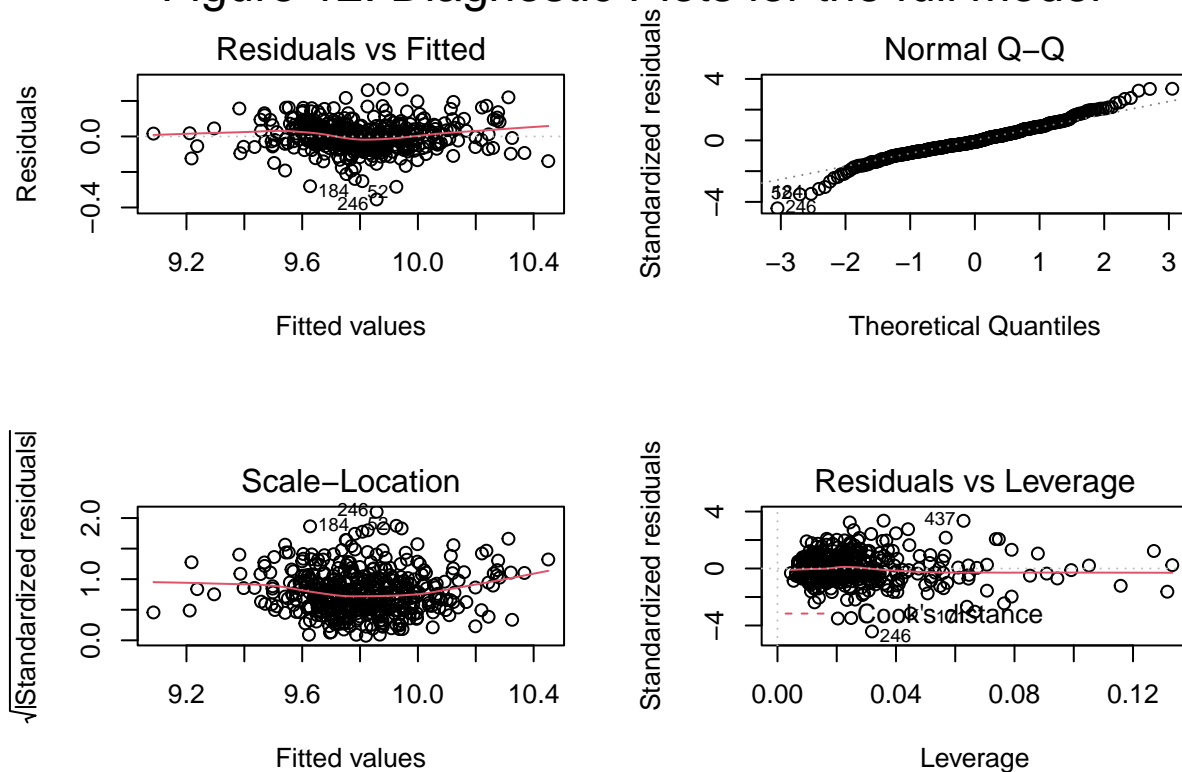 Figure 12: Diagnostic Plots for the full model
Residuals vs Fitted
Residuals
0.0
−0.4
184
52
246
9.2 9.6 10.0 10.4
Fitted values
Normal Q−Q
Standardized residuals
4
0
−4
184
52
246
−3 −2 −1 0 1 2 3
Theoretical Quantiles
Scale−Location
√|Standardized residuals|
2.0
1.0
0.0
246
184
52
9.2 9.6 10.0 10.4
Fitted values
Residuals vs Leverage
Standardized residuals
4
0
−4
437
Cook's distance
246
0.00 0.04 0.08 0.12
Leverage